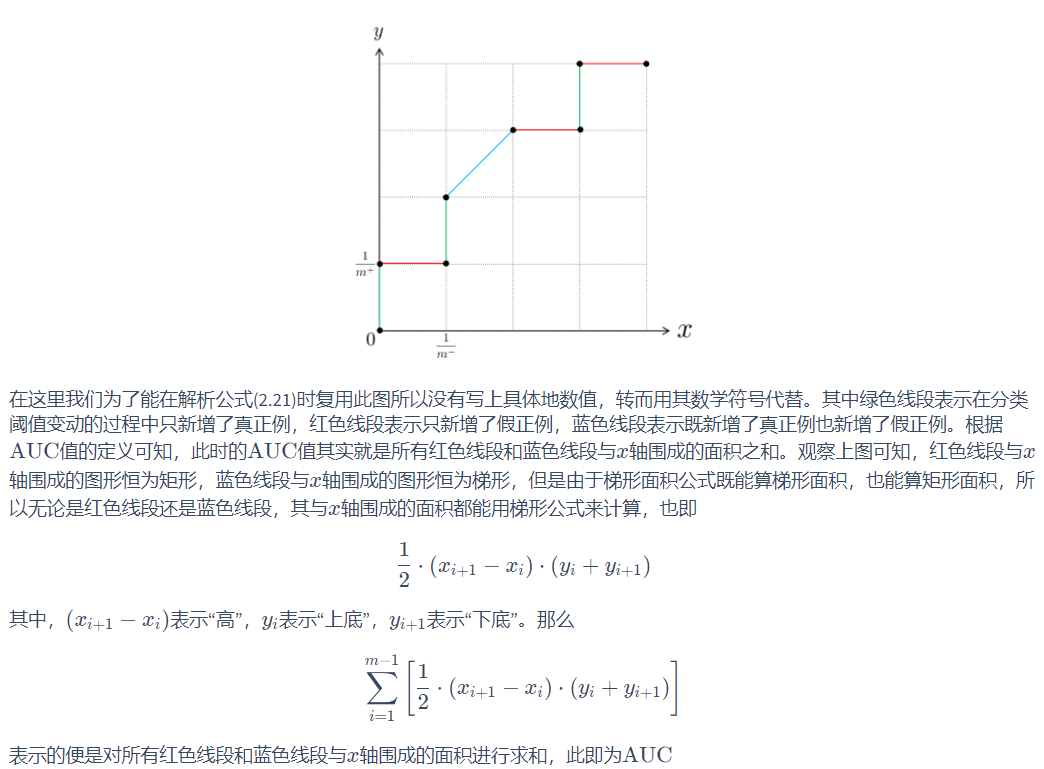 y
1/m⁺
0
1/m⁻
x
在这里我们为了能在解析公式(2.21)时复用此图所以没有写上具体地数值，转而用其数学符号代替。其中绿色线段表示在分类
阈值变动的过程中只新增了真正例，红色线段表示只新增了假正例，蓝色线段表示既新增了真正例也新增了假正例。根据
AUC值的定义可知，此时的AUC值其实就是所有红色线段和蓝色线段与x轴围成的面积之和。观察上图可知，红色线段与x
轴围成的图形恒为矩形，蓝色线段与x轴围成的图形恒为梯形，但是由于梯形面积公式既能算梯形面积，也能算矩形面积，所
以无论是红色线段还是蓝色线段，其与x轴围成的面积都能用梯形公式来计算，也即
\frac{1}{2} \cdot (x_{i+1} - x_i) \cdot (y_i + y_{i+1})
其中，(x_{i+1} - x_i)表示“高”，y_i表示“上底”，y_{i+1}表示“下底”。那么
\sum_{i=1}^{m-1} \left[ \frac{1}{2} \cdot (x_{i+1} - x_i) \cdot (y_i + y_{i+1}) \right]
表示的便是对所有红色线段和蓝色线段与x轴围成的面积进行求和，此即为AUC